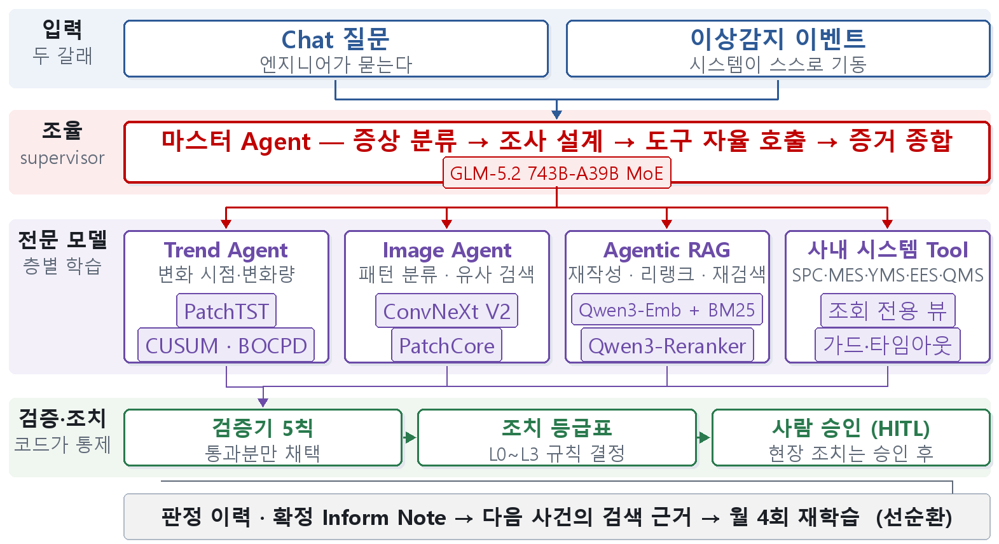 입력
두 갈래
Chat 질문
엔지니어가 묻는다
이상감지 이벤트
시스템이 스스로 기동
조율
supervisor
마스터 Agent — 증상 분류 → 조사 설계 → 도구 자율 호출 → 증거 종합
GLM-5.2 743B-A39B MoE
전문 모델
층별 학습
Trend Agent
변화 시점·변화량
PatchTST
CUSUM · BOCPD
Image Agent
패턴 분류 · 유사 검색
ConvNeXt V2
PatchCore
Agentic RAG
재작성 · 리랭크 · 재검색
Qwen3-Emb + BM25
Qwen3-Reranker
사내 시스템 Tool
SPC·MES·YMS·EES·QMS
조회 전용 뷰
가드·타임아웃
검증·조치
코드가 통제
검증기 5칙
통과분만 채택
조치 등급표
L0~L3 규칙 결정
사람 승인 (HITL)
현장 조치는 승인 후
판정 이력 · 확정 Inform Note → 다음 사건의 검색 근거 → 월 4회 재학습 (선순환)